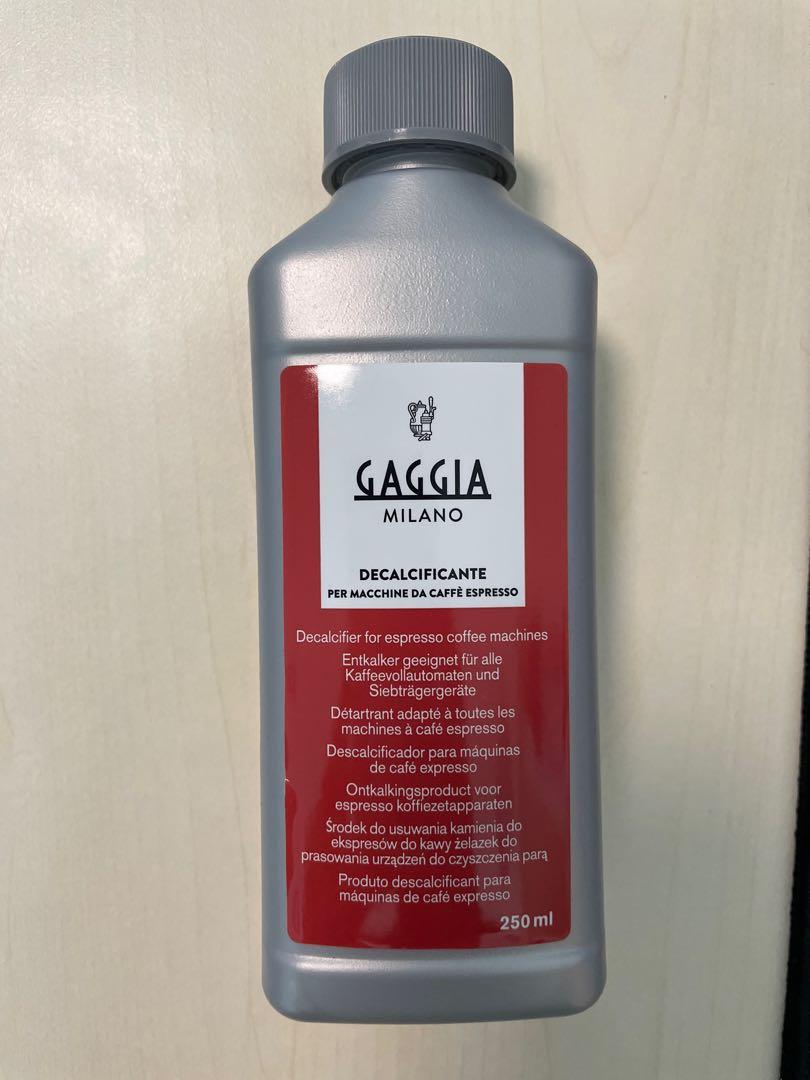 GAGGIA
MILANO
DECALCIFICANTE
PER MACCHINE DA CAFFÈ ESPRESSO
Decalcifier for espresso coffee machines
Entkalker geeignet für alle
Kaffeevollautomaten und
Siebträgergeräte
Détartrant adapté à toutes les
machines à café espresso
Descalcificador para máquinas
de café expresso
Ontkalkingsproduct voor
espresso koffiezetapparaten
Środek do usuwania kamienia do
ekspresów do kawy żelazek do
prasowania urządzeń do czyszczenia parą
Produto descalcificant para
máquinas de café expresso
250 ml